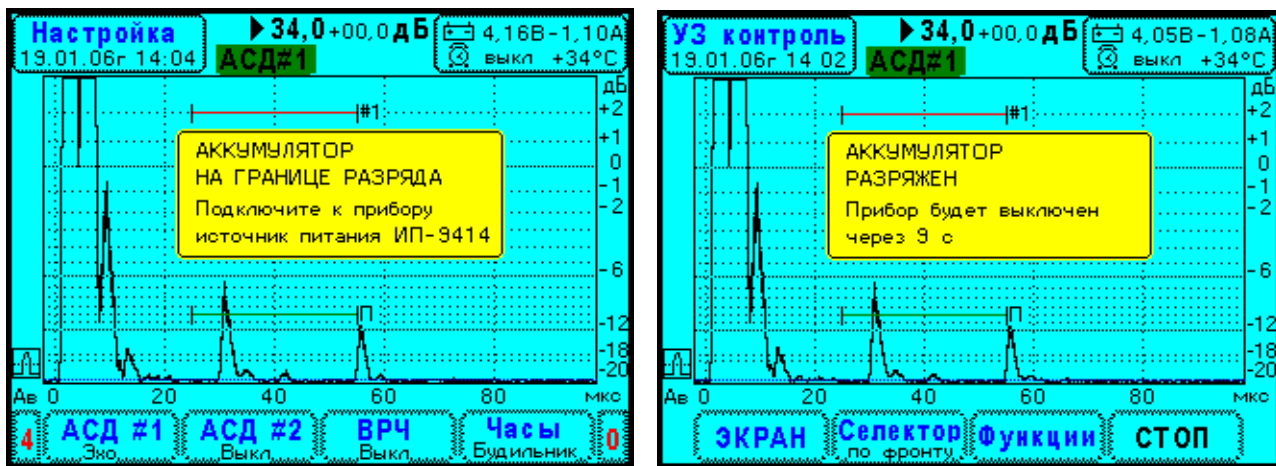 Настройка
19.01.06г 14:04
34,0+00,0 дБ
АСД#1
4,16В-1,10А
выкл +34°С
дБ
#1
+2
+1
0
-1
-2
-6
-12
-18
-20
АККУМУЛЯТОР
НА ГРАНИЦЕ РАЗРЯДА
Подключите к прибору
источник питания ИП-9414
П
Ав 0 20 40 60 80 мкс
4 АСД #1 АСД #2 ВРЧ Часы 0
Эхо Выкл Выкл Будильник
УЗ контроль
19.01.06г 14 02
34,0+00,0 дБ
АСД#1
4,05В-1,08А
выкл +34°С
дБ
#1
+2
+1
0
-1
-2
-6
-12
-18
-20
АККУМУЛЯТОР
РАЗРЯЖЕН
Прибор будет выключен
через 9 с
П
Ав 0 20 40 60 80 мкс
ЭКРАН Селектор Функции СТОП
по фронту